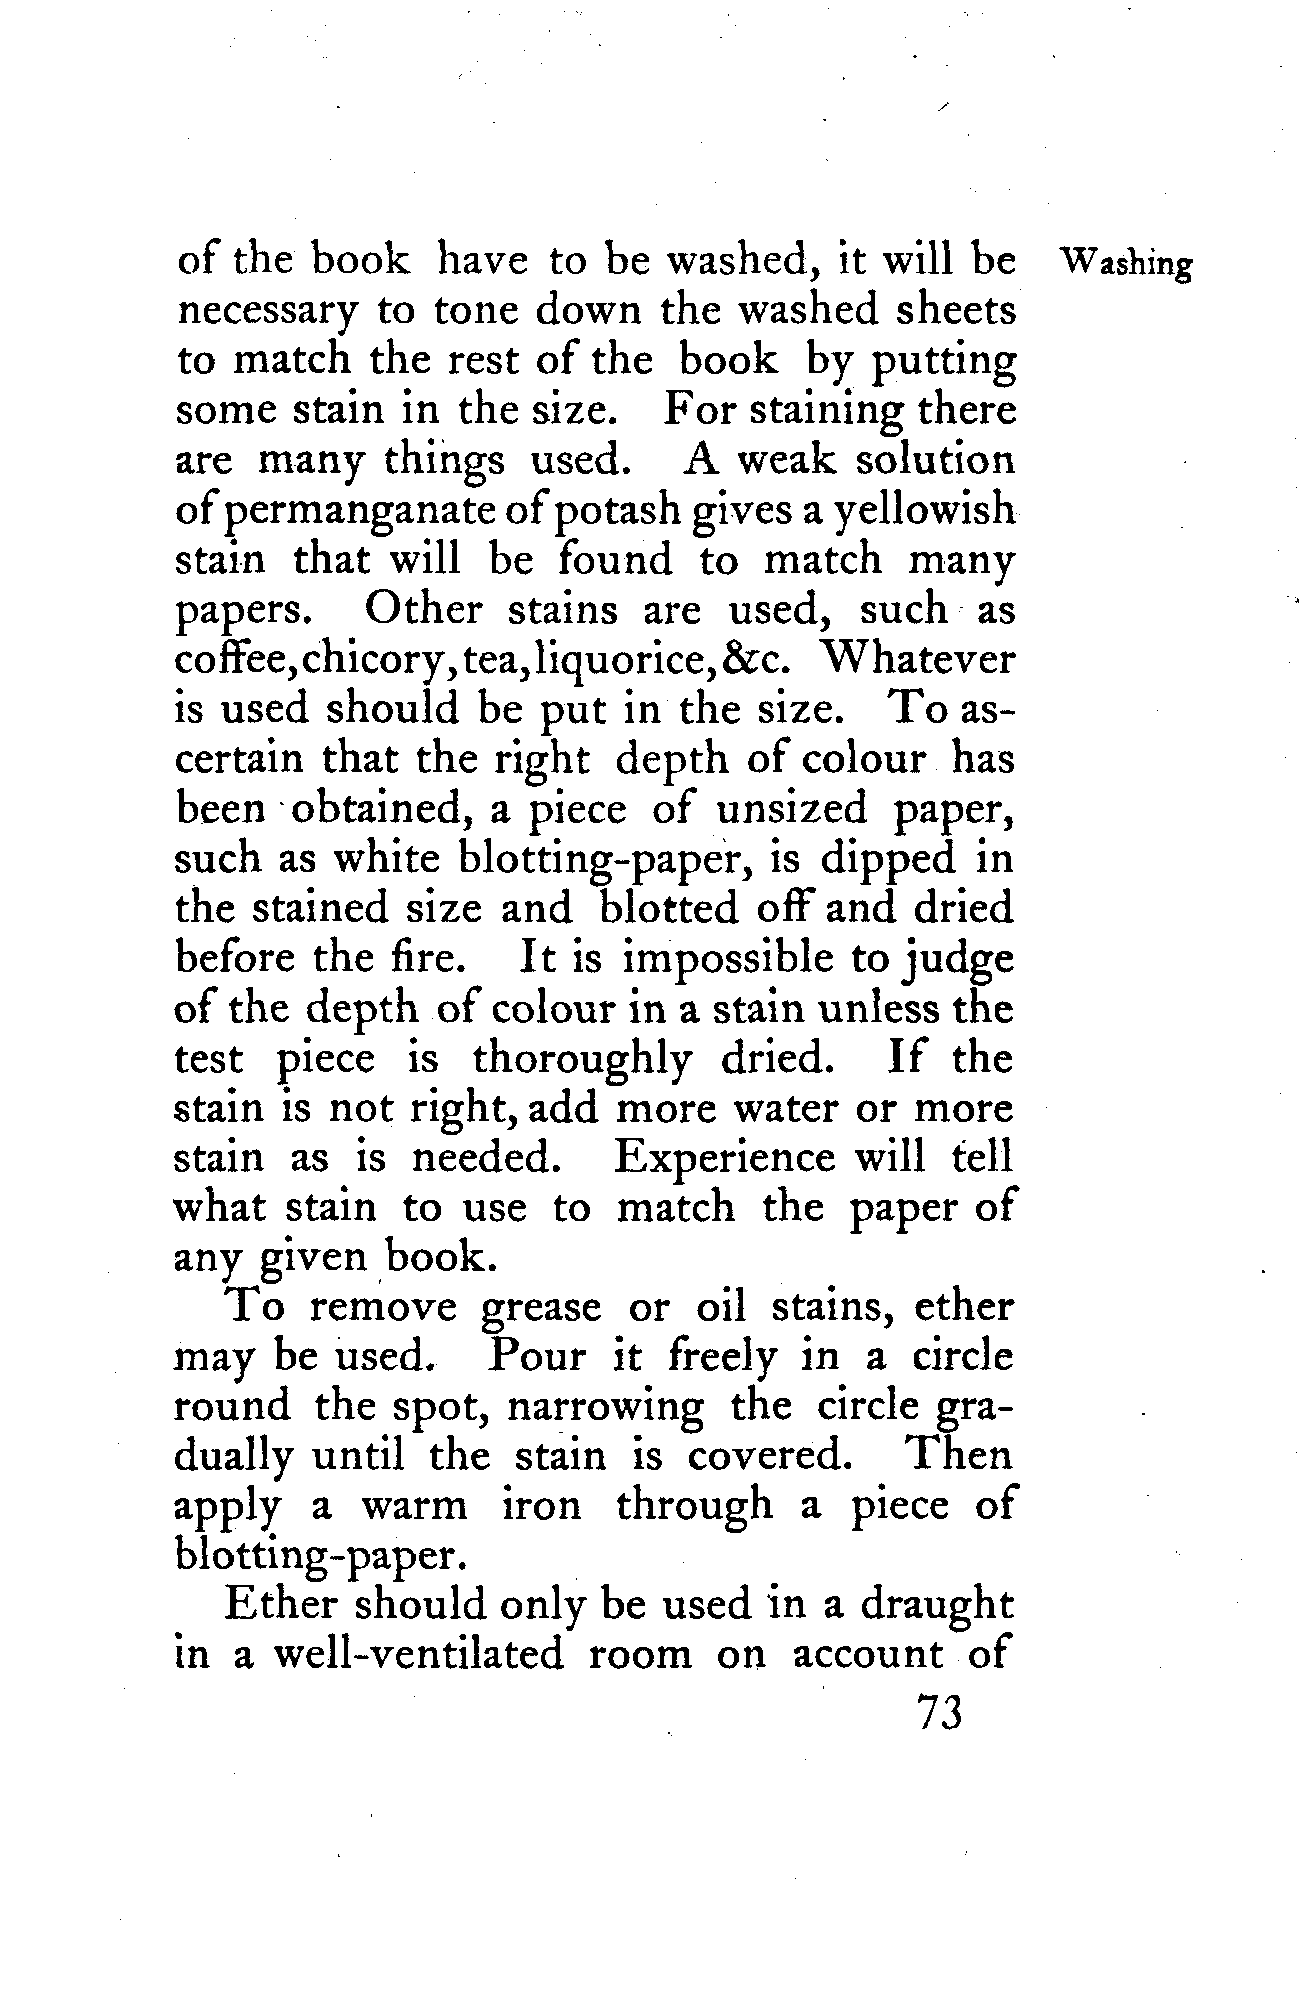 of the book have to be washed, it will be Washing
necessary to tone down the washed sheets
to match the rest of the book by putting
some stain in the size. For staining there
are many things used. A weak solution
of permanganate of potash gives a yellowish
stain that will be found to match many
papers. Other stains are used, such as
coffee, chicory, tea, liquorice, &c. Whatever
is used should be put in the size. To as-
certain that the right depth of colour has
been obtained, a piece of unsized paper,
such as white blotting-paper, is dipped in
the stained size and blotted off and dried
before the fire. It is impossible to judge
of the depth of colour in a stain unless the
test piece is thoroughly dried. If the
stain is not right, add more water or more
stain as is needed. Experience will tell
what stain to use to match the paper of
any given book.
To remove grease or oil stains, ether
may be used. Pour it freely in a circle
round the spot, narrowing the circle gra-
dually until the stain is covered. Then
apply a warm iron through a piece of
blotting-paper.
Ether should only be used in a draught
in a well-ventilated room on account of
73